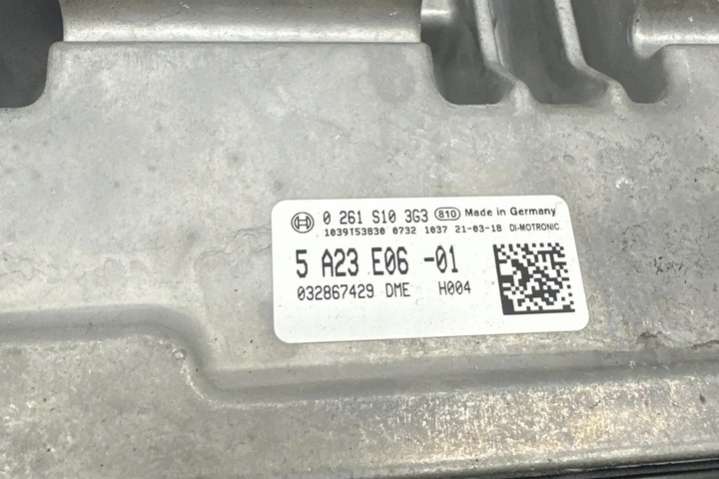 0 261 S10 3G3 810 Made in Germany
1039T53830 0732 1037 21-03-18 DI-MOTRONIC
5 A23 E06 -01
032867429 DME H004